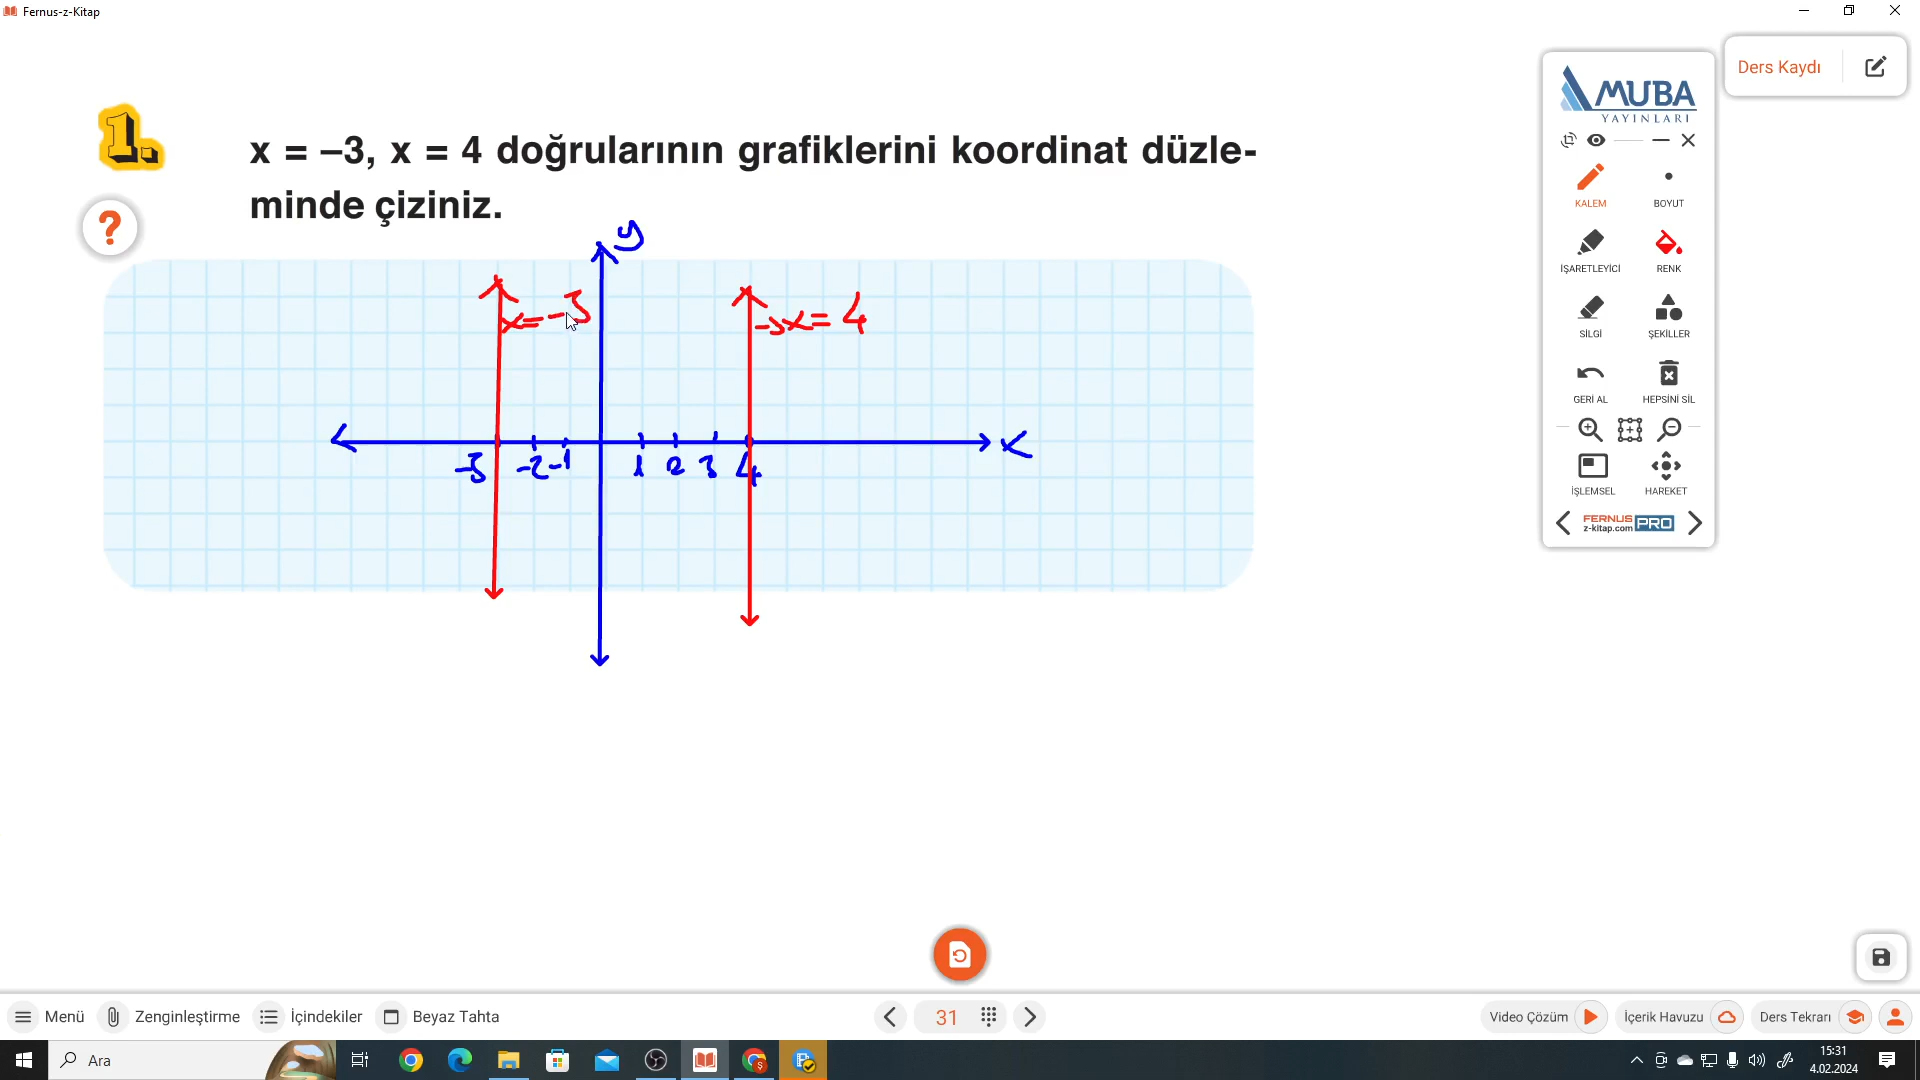 Fernus-z-Kitap
Ders Kaydı
MUBA
YAYINLARI
1.
x = –3, x = 4 doğrularının grafiklerini koordinat düzle-
minde çiziniz.
?
y
x=-3
→x= 4
-3 -2 -1 1 2 3 4
x
KALEM BOYUT
İŞARETLEYİCİ RENK
SİLGİ ŞEKİLLER
GERİ AL HEPSİNİ SİL
İŞLEMSEL HAREKET
FERNUS
z-kitap.com PRO
Menü Zenginleştirme İçindekiler Beyaz Tahta 31 Video Çözüm İçerik Havuzu Ders Tekrarı
Ara
15:31
4.02.2024